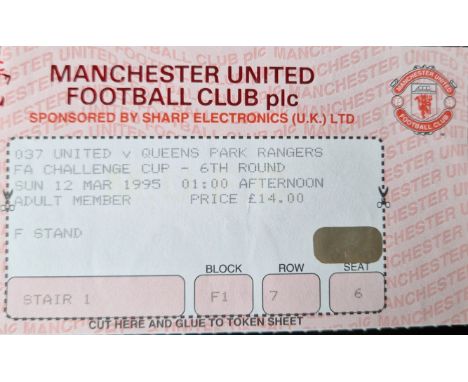 MANCHESTER UNITED
FOOTBALL CLUB plc
SPONSORED BY SHARP ELECTRONICS (U.K.) LTD
037 UNITED v QUEENS PARK RANGERS
FA CHALLENGE CUP - 6TH ROUND
SUN 12 MAR 1995 01:00 AFTERNOON
ADULT MEMBER PRICE £14.00
F STAND
BLOCK ROW SEAT
STAIR 1 F1 7 6
CUT HERE AND GLUE TO TOKEN SHEET